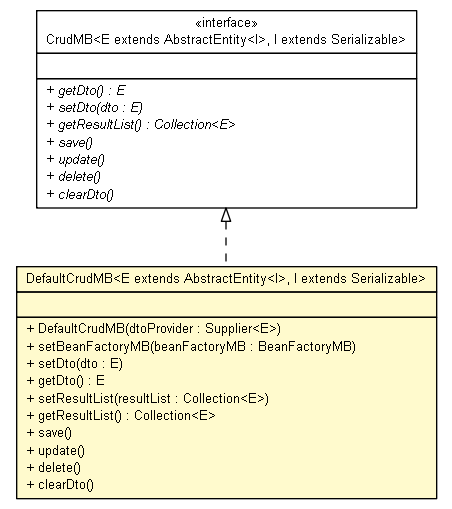 «interface»
CrudMB<E extends AbstractEntity<I>, I extends Serializable>
+ getDto() : E
+ setDto(dto : E)
+ getResultList() : Collection<E>
+ save()
+ update()
+ delete()
+ clearDto()
DefaultCrudMB<E extends AbstractEntity<I>, I extends Serializable>
+ DefaultCrudMB(dtoProvider : Supplier<E>)
+ setBeanFactoryMB(beanFactoryMB : BeanFactoryMB)
+ setDto(dto : E)
+ getDto() : E
+ setResultList(resultList : Collection<E>)
+ getResultList() : Collection<E>
+ save()
+ update()
+ delete()
+ clearDto()